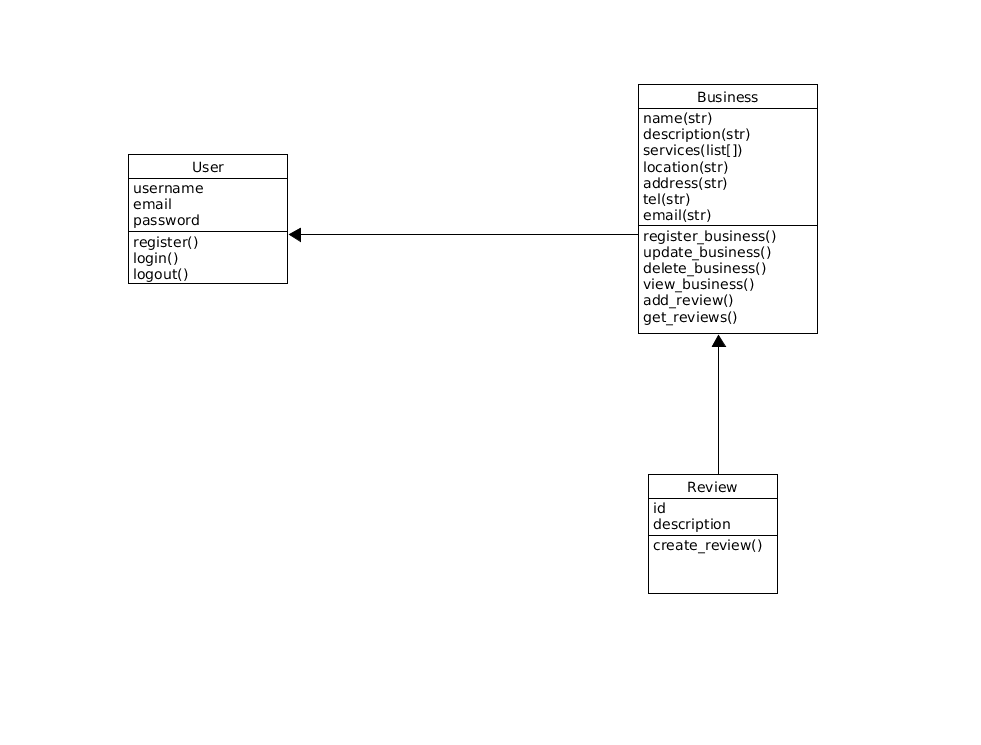 User
username
email
password
register()
login()
logout()
Business
name(str)
description(str)
services(list[])
location(str)
address(str)
tel(str)
email(str)
register_business()
update_business()
delete_business()
view_business()
add_review()
get_reviews()
Review
id
description
create_review()